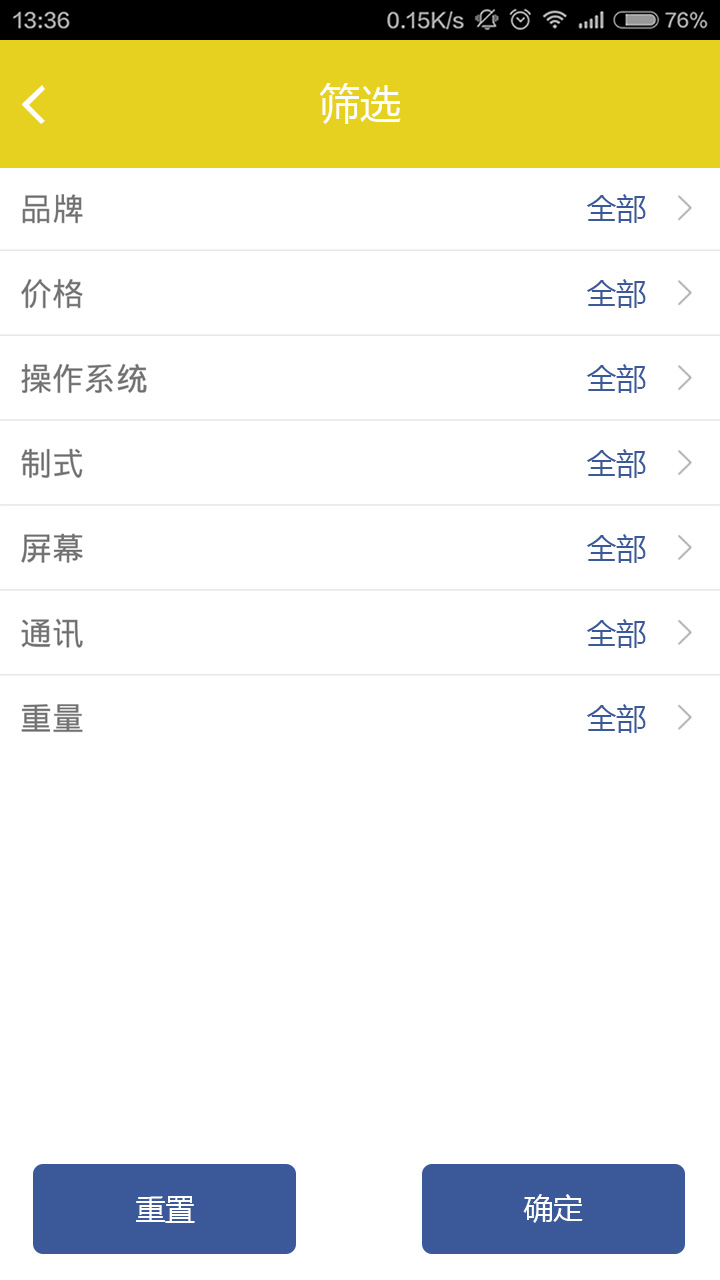 13:36 0.15K/s 76%
筛选
品牌 全部
价格 全部
操作系统 全部
制式 全部
屏幕 全部
通讯 全部
重量 全部
重置 确定